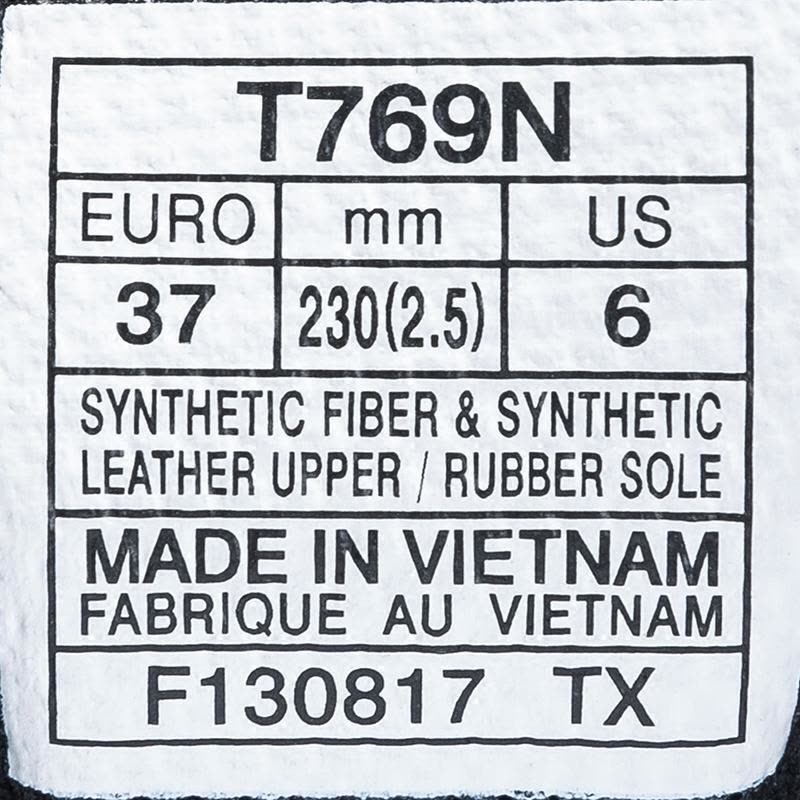 T769N
EURO mm US
37 230(2.5) 6
SYNTHETIC FIBER & SYNTHETIC
LEATHER UPPER / RUBBER SOLE
MADE IN VIETNAM
FABRIQUE AU VIETNAM
F130817 TX